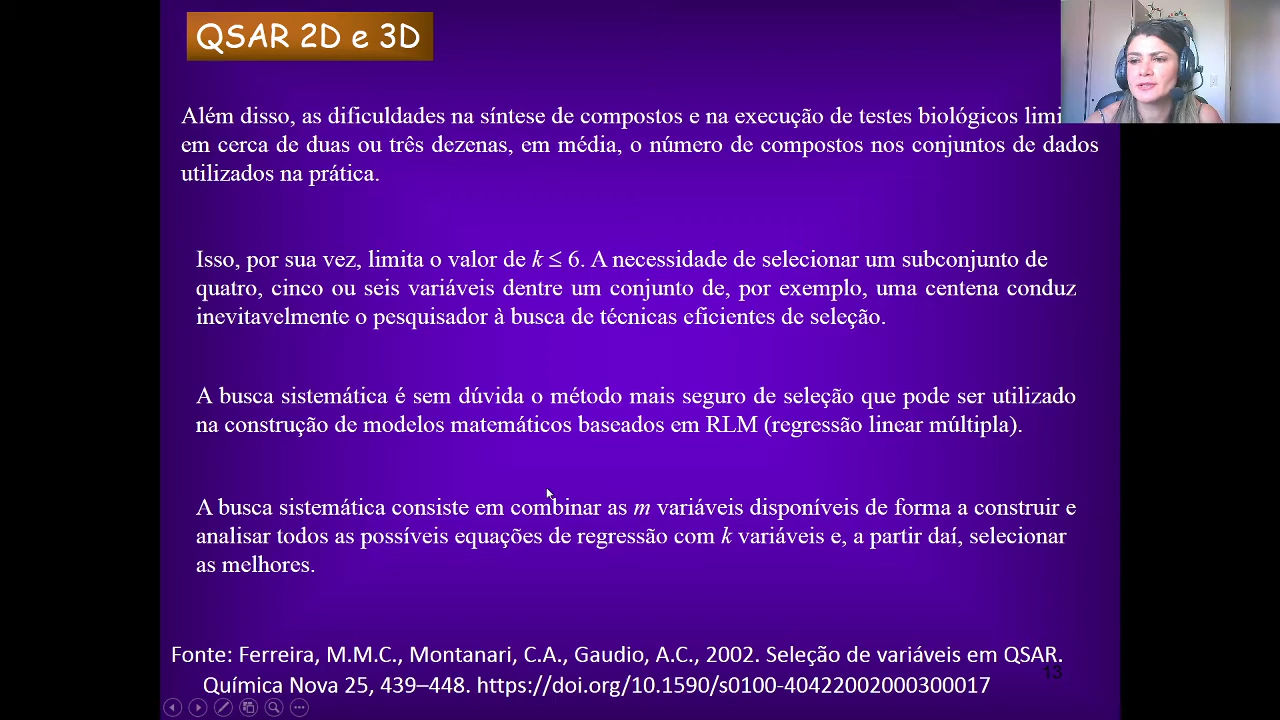 QSAR 2D e 3D
Além disso, as dificuldades na síntese de compostos e na execução de testes biológicos
em cerca de duas ou três dezenas, em média, o número de compostos nos conjuntos de dados
utilizados na prática.
Isso, por sua vez, limita o valor de k ≤ 6. A necessidade de selecionar um subconjunto de
quatro, cinco ou seis variáveis dentre um conjunto de, por exemplo, uma centena conduz
inevitavelmente o pesquisador à busca de técnicas eficientes de seleção.
A busca sistemática é sem dúvida o método mais seguro de seleção que pode ser utilizado
na construção de modelos matemáticos baseados em RLM (regressão linear múltipla).
A busca sistemática consiste em combinar as m variáveis disponíveis de forma a construir e
analisar todos as possíveis equações de regressão com k variáveis e, a partir daí, selecionar
as melhores.
Fonte: Ferreira, M.M.C., Montanari, C.A., Gaudio, A.C., 2002. Seleção de variáveis em QSAR.
Química Nova 25, 439–448. https://doi.org/10.1590/s0100-40422002000300017
13